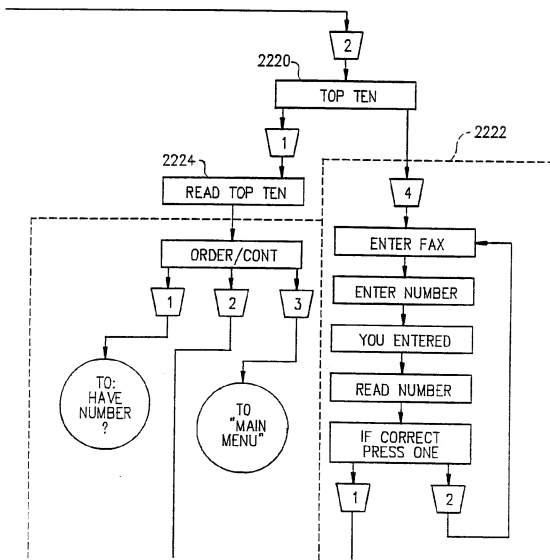 2
2220
TOP TEN
1
2222
2224
READ TOP TEN
4
ORDER/CONT
ENTER FAX
1
2
3
ENTER NUMBER
YOU ENTERED
TO:
HAVE
NUMBER
?
TO
"MAIN
MENU"
READ NUMBER
IF CORRECT
PRESS ONE
1
2